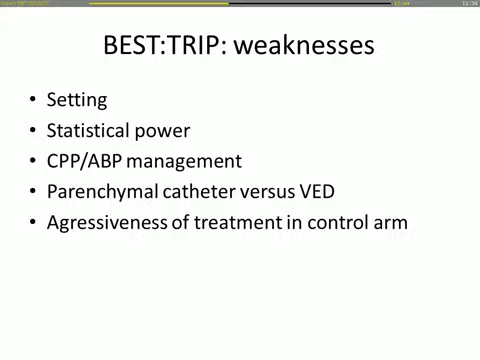 BEST:TRIP: weaknesses
• Setting
• Statistical power
• CPP/ABP management
• Parenchymal catheter versus VED
• Agressiveness of treatment in control arm